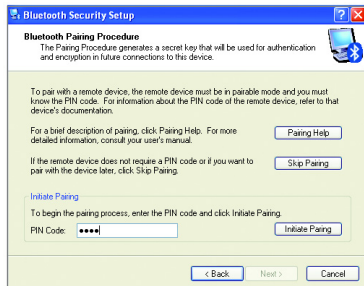 Bluetooth Security Setup
Bluetooth Pairing Procedure
The Pairing Procedure generates a secret key that will be used for authentication
and encryption in future connections to this device.
To pair with a remote device, the remote device must be in pairable mode and you must
know the PIN code. For information about the PIN code of the remote device, refer to that
device's documentation.
For a brief description of pairing, click Pairing Help. For more
detailed information, consult your user's manual.
Pairing Help
If the remote device does not require a PIN code or if you want to
pair with the device later, click Skip Pairing.
Skip Pairing
Initiate Pairing
To begin the pairing process, enter the PIN code and click Initiate Pairing.
PIN Code: ●●●●
Initiate Paring
< Back
Next >
Cancel